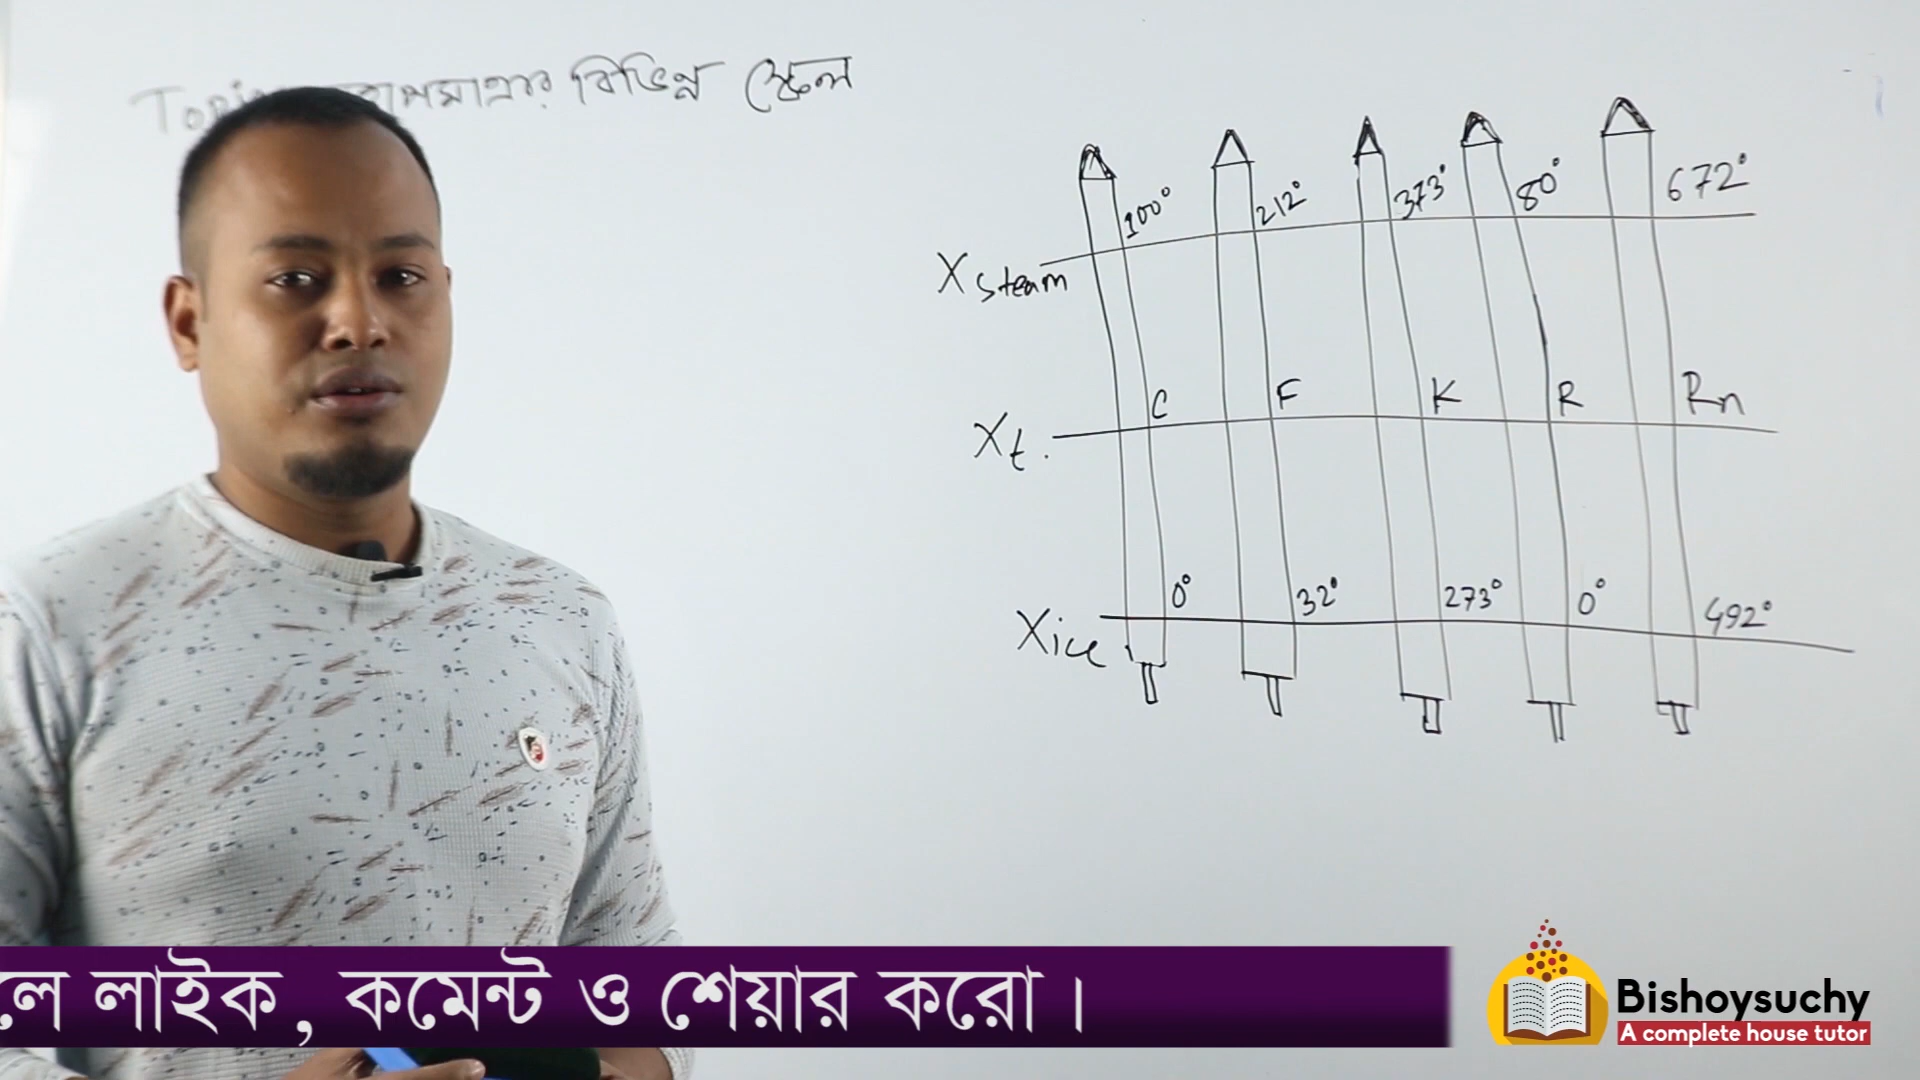 Topic তাপমাত্রার বিভিন্ন স্কেল
100° 212° 373° 80° 672°
X steam
C F K R Rn
Xt
0° 32° 273° 0° 492°
Xice
লে লাইক, কমেন্ট ও শেয়ার করো।
Bishoysuchy
A complete house tutor